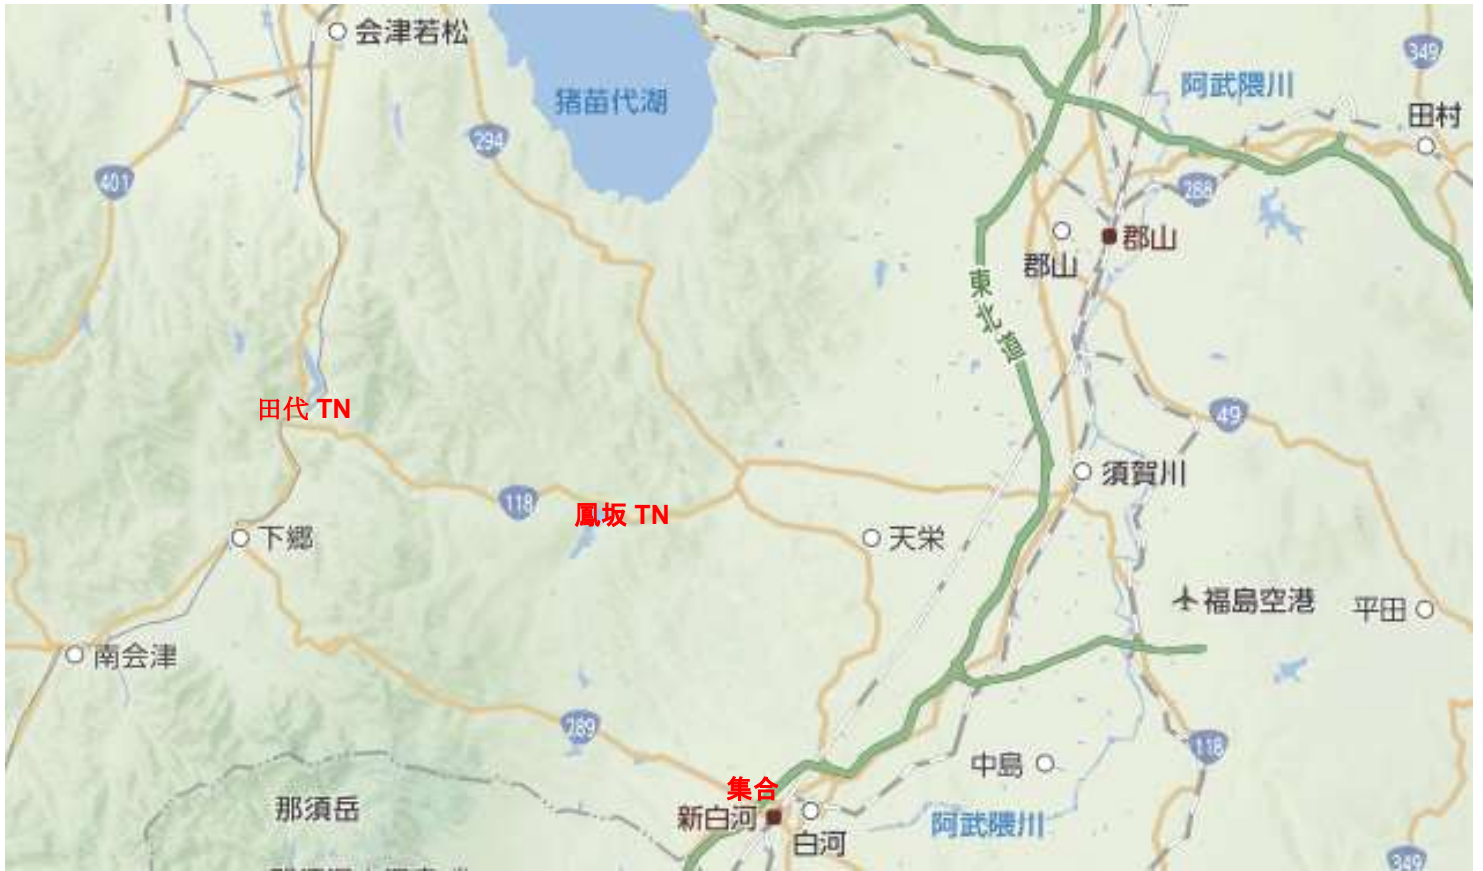 会津若松
猪苗代湖
阿武隈川
349
田村
294
401
288
郡山
郡山
東北道
田代 TN
49
須賀川
118
鳳坂 TN
下郷
天栄
福島空港
平田
南会津
289
118
中島
集合
新白河
白河
阿武隈川
那須岳
349